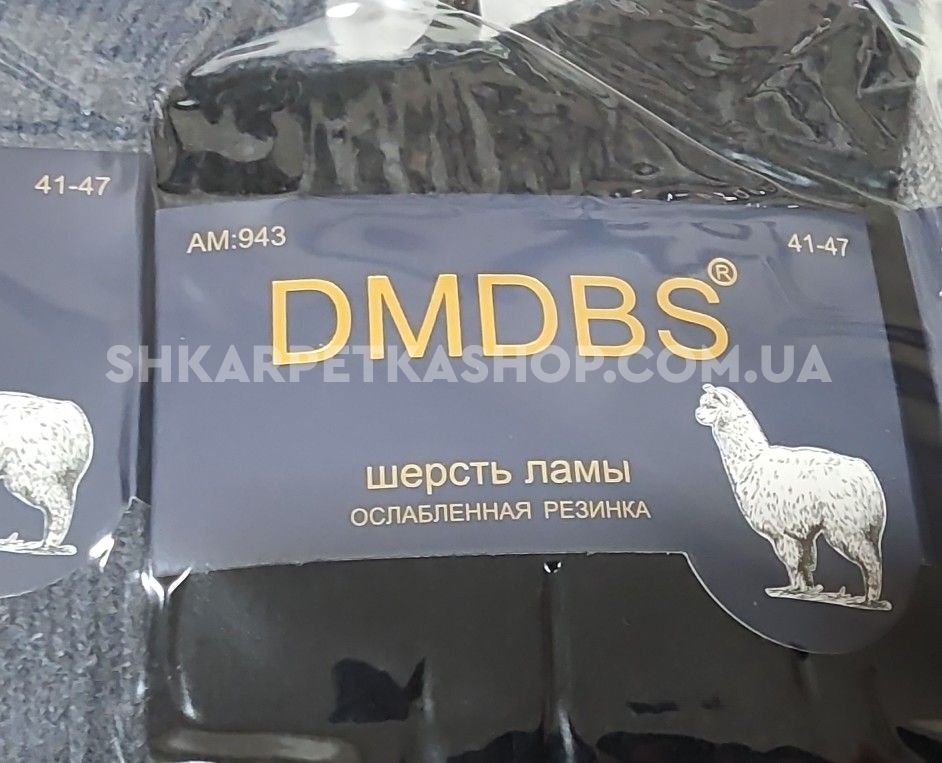 41-47
AM:943
41-47
DMDBS®
SHKARPETKASHOP.COM.UA
шерсть ламы
ОСЛАБЛЕННАЯ РЕЗИНКА